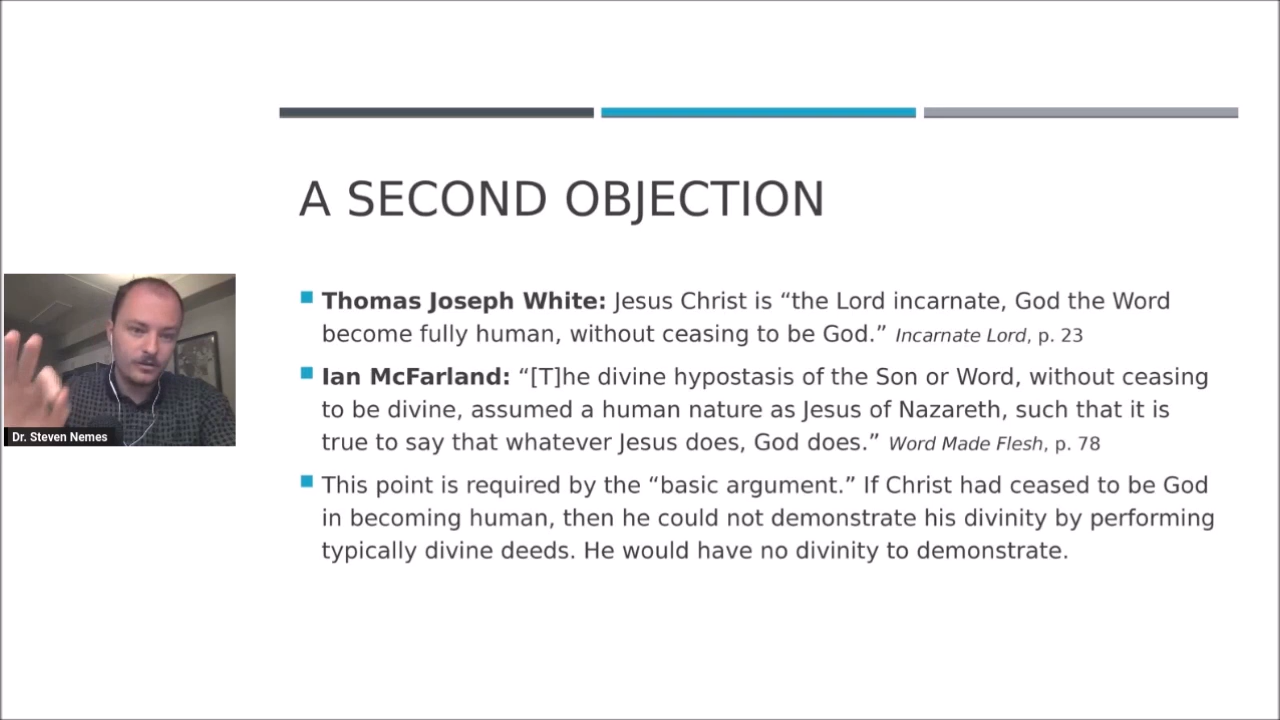 A SECOND OBJECTION
Thomas Joseph White: Jesus Christ is “the Lord incarnate, God the Word
become fully human, without ceasing to be God.” Incarnate Lord, p. 23
Ian McFarland: “[T]he divine hypostasis of the Son or Word, without ceasing
to be divine, assumed a human nature as Jesus of Nazareth, such that it is
true to say that whatever Jesus does, God does.” Word Made Flesh, p. 78
This point is required by the “basic argument.” If Christ had ceased to be God
in becoming human, then he could not demonstrate his divinity by performing
typically divine deeds. He would have no divinity to demonstrate.
Dr. Steven Nemes